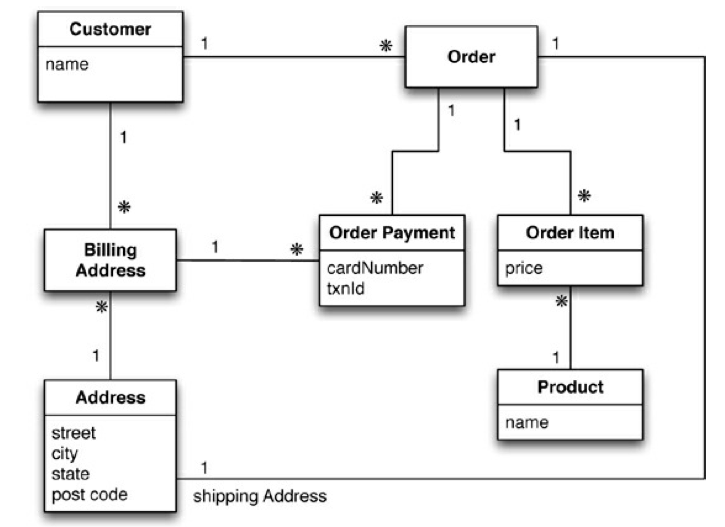 Customer
name
1
*
Order
1
1
*
1
*
1
*
Billing
Address
1
*
Order Payment
cardNumber
txnId
Order Item
price
*
1
*
1
Product
name
Address
street
city
state
post code
1
shipping Address